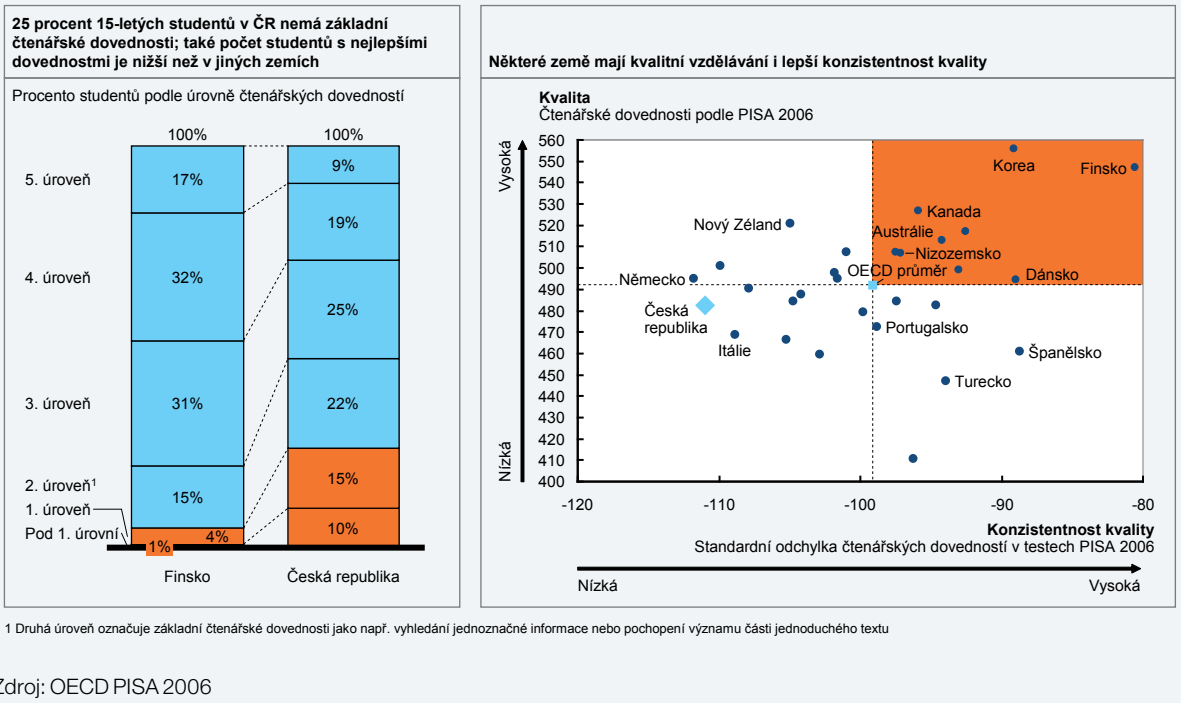 25 procent 15-letých studentů v ČR nemá základní
čtenářské dovednosti; také počet studentů s nejlepšími
dovednostmi je nižší než v jiných zemích
Procento studentů podle úrovně čtenářských dovedností
100%
100%
5. úroveň
17%
9%
4. úroveň
32%
19%
3. úroveň
31%
25%
22%
2. úroveň1
15%
15%
1. úroveň
4%
Pod 1. úrovní
1%
10%
Finsko
Česká republika
Některé země mají kvalitní vzdělávání i lepší konzistentnost kvality
Kvalita
Čtenářské dovednosti podle PISA 2006
Vysoká
Nízká
560
550
540
530
520
510
500
490
480
470
460
450
440
430
420
410
400
Korea
Finsko
Kanada
Nový Zéland
Austrálie
Nizozemsko
OECD průměr
Dánsko
Německo
Česká
republika
Itálie
Portugalsko
Španělsko
Turecko
-120
-110
-100
-90
-80
Konzistentnost kvality
Standardní odchylka čtenářských dovedností v testech PISA 2006
Nízká
Vysoká
1 Druhá úroveň označuje základní čtenářské dovednosti jako např. vyhledání jednoznačné informace nebo pochopení významu části jednoduchého textu
Zdroj: OECD PISA 2006